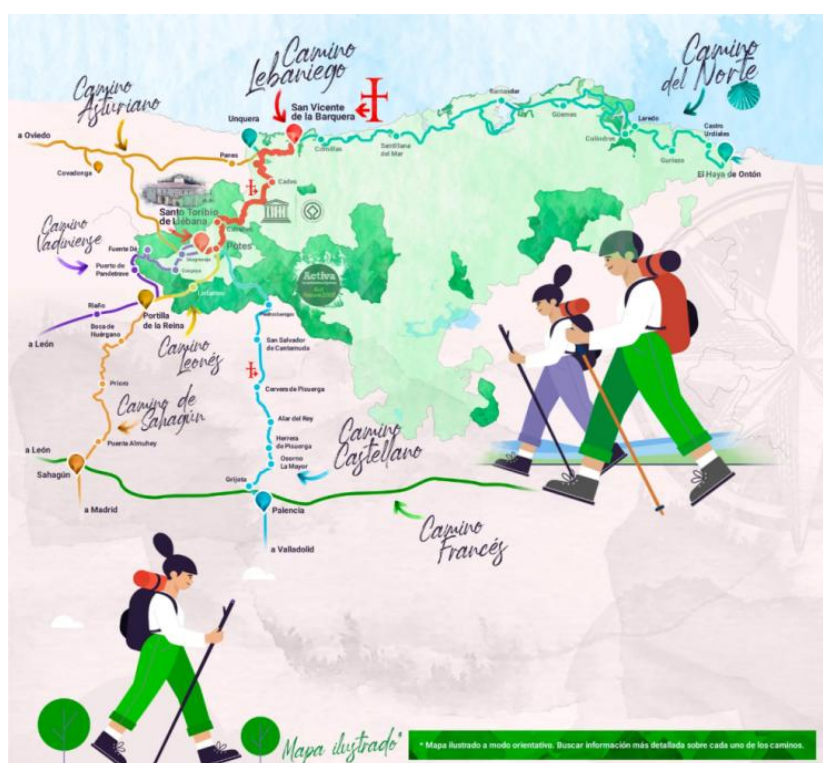 Camino
Lebaniego
Camino
del Norte
Camino
Asturiano
San Vicente
de la Barquera
Unquera
Santander
Güemes
Laredo
Colindres
Castro
Urdiales
Guriezo
El Haya de Ontón
Comillas
Santillana
del Mar
a Oviedo
Panes
Covadonga
Cades
Santo Toribio
de Liébana
Potes
Camino
Vadiniense
Fuente Dé
Puerto de
Pandetrave
Espinama
Activa
Riaño
Portilla
de la Reina
Boca de
Huérgano
a León
Camino
Leonés
San Salvador
de Cantamuda
Prioro
Cervera de Pisuerga
Camino de
Sahagún
Alar del Rey
Puente Almuhey
Herrera
de Pisuerga
Camino
Castellano
Osorno
La Mayor
a León
Sahagún
Grijota
a Madrid
Palencia
Camino
Francés
a Valladolid
Mapa ilustrado*
* Mapa ilustrado a modo orientativo. Buscar información más detallada sobre cada uno de los caminos.